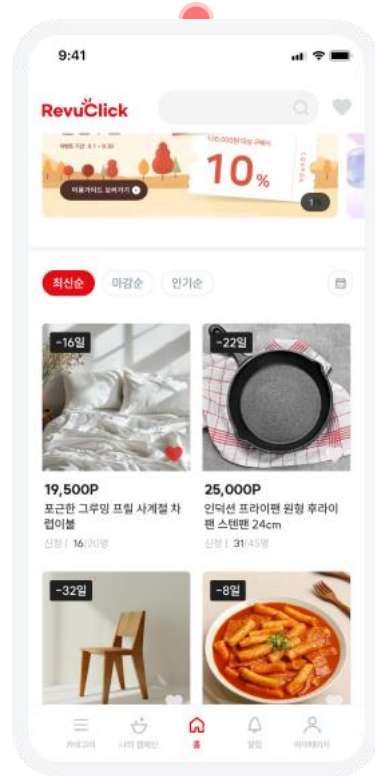 9:41
RevuClick
100,000원 이상 구매시
10%
COUPON
이용가이드 보러가기
1
최신순
마감순
인기순
-16일
-22일
19,500P
포근한 그루밍 프릴 사계절 차
렵이불
신청 | 16/20명
25,000P
인덕션 프라이팬 원형 후라이
팬 스텐팬 24cm
신청 | 31/45명
-32일
-8일
카테고리
나의 캠페인
홈
알림
마이페이지